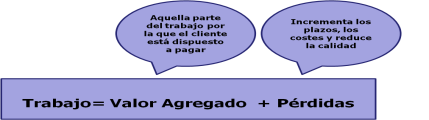 Aquella parte
del trabajo por
la que el cliente
está dispuesto
a pagar
Incrementa los
plazos, los
costes y reduce
la calidad
Trabajo= Valor Agregado + Pérdidas